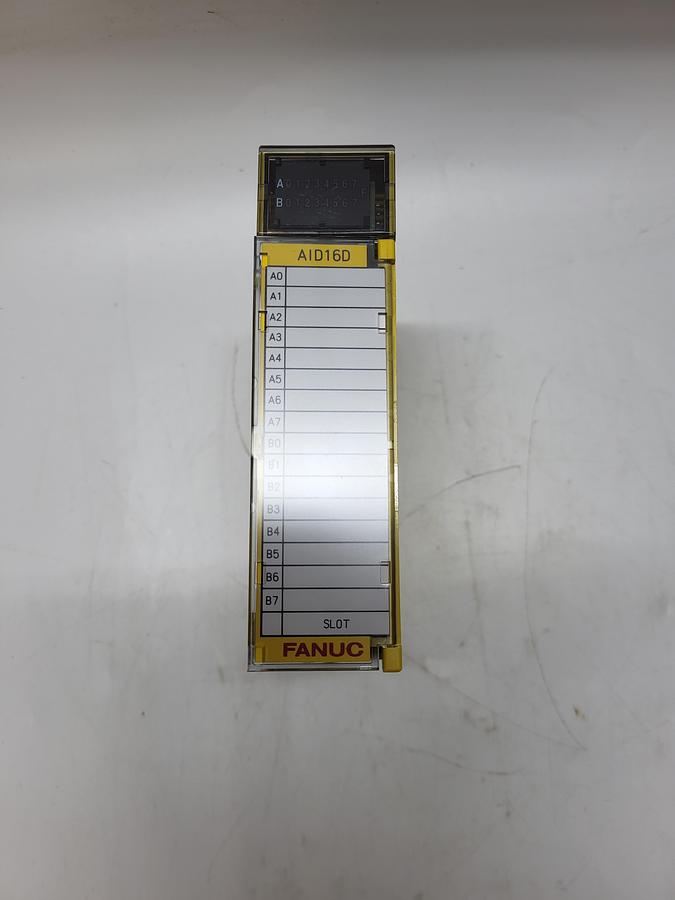 A01234567
F
B01234567
AID16D
A0
A1
A2
A3
A4
A5
A6
A7
B0
B1
B2
B3
B4
B5
B6
B7
SLOT
FANUC